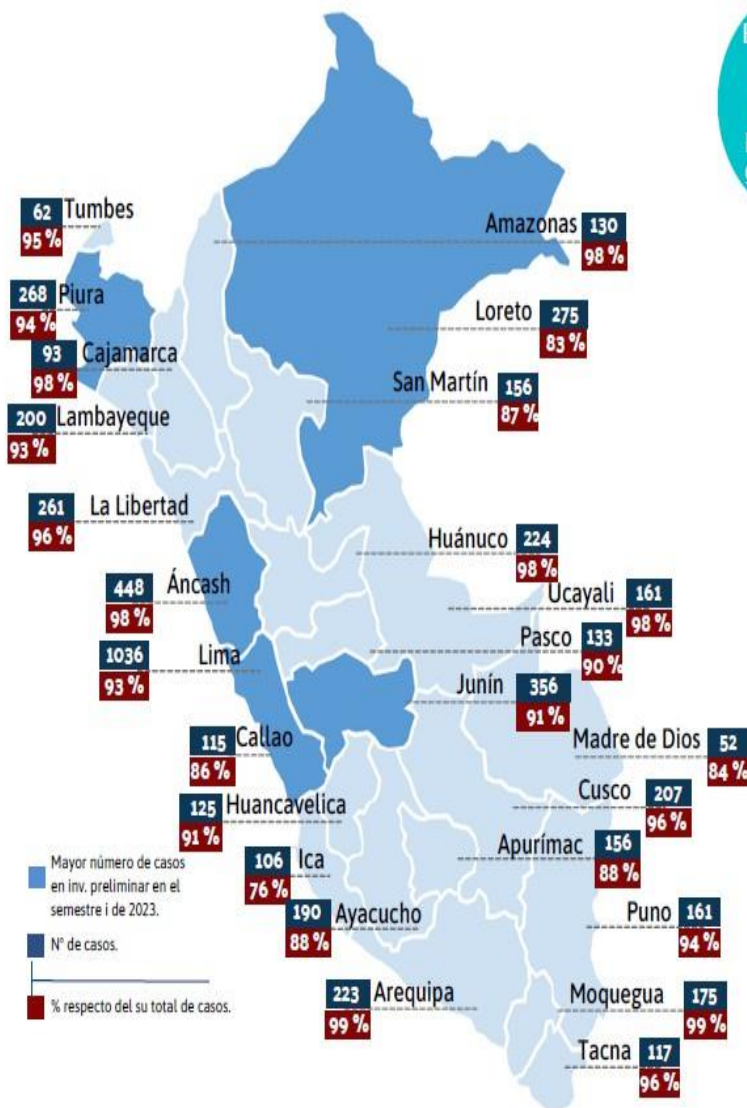 62 Tumbes
95 %
Amazonas 130
98 %
268 Piura
94 %
Loreto 275
83 %
93 Cajamarca
98 %
San Martín 156
87 %
200 Lambayeque
93 %
261 La Libertad
96 %
Huánuco 224
98 %
448 Áncash
98 %
Ucayali 161
98 %
1036 Lima
93 %
Pasco 133
90 %
Junín 356
91 %
115 Callao
86 %
Madre de Dios 52
84 %
125 Huancavelica
91 %
Cusco 207
96 %
106 Ica
76 %
Apurímac 156
88 %
190 Ayacucho
88 %
Puno 161
94 %
223 Arequipa
99 %
Moquegua 175
99 %
Tacna 117
96 %
Mayor número de casos
en inv. preliminar en el
semestre i de 2023.
N° de casos.
% respecto del su total de casos.